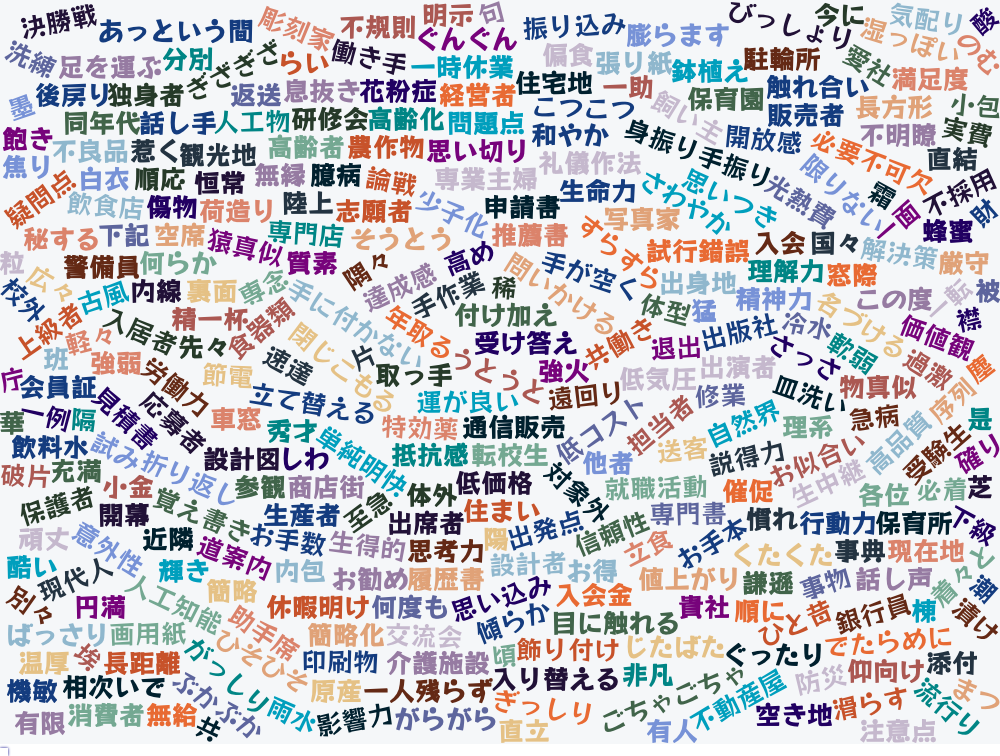 決勝戦 あっという間 彫刻家 不規則 明示 句 振り込み 膨らます びっしょり 今に 湿っぽい 気配り 酸
洗練 足を運ぶ 分別 ぎざぎざ らい 働き手 ぐんぐん 一時休業 偏食 張り紙 鉢植え 駐輪所 愛社 満足度 のむ
墨 後戻り 独身者 返送 息抜き 花粉症 経営者 住宅地 一助 飼い主 保育園 触れ合い 販売者 長方形 小包
飽き 同年代 話し手 人工物 研修会 高齢化 問題点 こつこつ 和やか 身振り手振り 開放感 必要不可欠 不明瞭 実費
焦り 不良品 惹く 観光地 高齢者 農作物 思い切り 礼儀作法 直結
疑問点 白衣 順応 恒常 無縁 臆病 論戦 専業主婦 生命力 さわやか 思いつき 光熱費 限りない 霜 不採用
飲食店 傷物 荷造り 陸上 志願者 少子化 申請書 写真家 一面 財
秘する 下記 空席 猿真似 専門店 そうとう 推薦書 すらすら 試行錯誤 入会 国々 解決策 蜂蜜
粒 広々 警備員 何らか 質素 隅々 達成感 高め 問いかける 手が空く 出身地 理解力 窓際 厳守
校外 古風 内線 裏面 専念 手に付かない 手作業 稀 体型 猛 精神力 名づける この度 一転 被
上級者 軽々 入居者 先々 精一杯 食器類 閉じこもる 年取る 付け加え 受け答え 共働き 退出 出版社 冷水 軟弱 価値観 襟
班 強弱 労働力 節電 速達 片 取っ手 うとうと 強火 遠回り 低気圧 出演者 さっさ 過激 塵
庁 会員証 見積書 応募者 立て替える 運が良い 修業 皿洗い 物真似 序列
華 一例 隔 車窓 秀才 単純明快 特効薬 通信販売 低コスト 担当者 自然界 理系 急病 高品質 受験生 是
飲料水 試み 折り返し 設計図 しわ 抵抗感 転校生 他者 送客 説得力 お似合い 確り
破片 充満 小金 覚え書き 参観 商店街 至急 体外 低価格 対象外 就職活動 催促 生中継 各位 必着 芝
保護者 開幕 生産者 出席者 住まい 専門書 慣れ 行動力 保育所 下級
頑丈 意外性 近隣 道案内 お手数 生得的 思考力 陽 出発点 信頼性 立食 お手本 くたくた 事典 現在地
酷い 現代人 輝き 内包 お勧め 履歴書 設計者 お得 値上がり 謙遜 事物 話し声 着々と 潮
別々 円満 人工知能 簡略 休暇明け 何度も 思い込み 入会金 貴社 順に ひと苦 銀行員 棟 漬け
ばっさり 画用紙 助手席 簡略化 交流会 傾らか 目に触れる でたらめに
温厚 埃 長距離 がっしり ひそひそ 印刷物 介護施設 頃 飾り付け じたばた ぐったり 防災 仰向け 添付
機敏 相次いで ぶかぶか 原産 一人残らず 入り替える 非凡 ごちゃごちゃ 不動産屋 滑らす 流行り まつ
有限 消費者 無給 共 雨水 影響力 がらがら ぎっしり 直立 有人 空き地 注意点